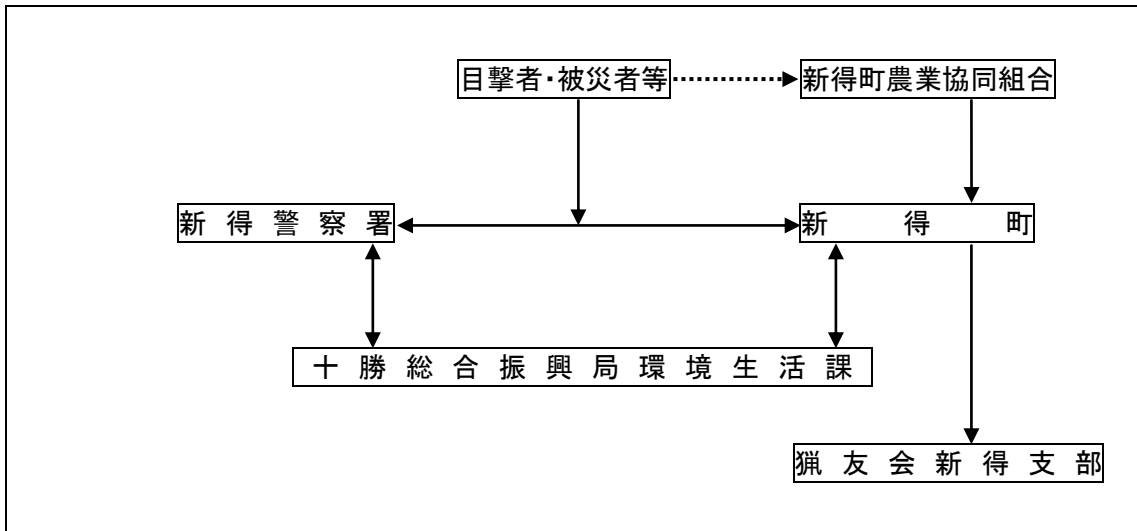 目撃者・被災者等
新得町農業協同組合
新得警察署
新得町
十勝総合振興局環境生活課
猟友会新得支部